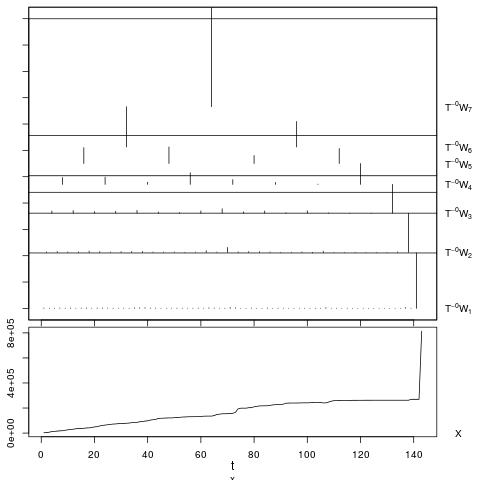 T⁻⁰W₇
T⁻⁰W₆
T⁻⁰W₅
T⁻⁰W₄
T⁻⁰W₃
T⁻⁰W₂
T⁻⁰W₁
8e+05
4e+05
0e+00
X
0 20 40 60 80 100 120 140
t
x